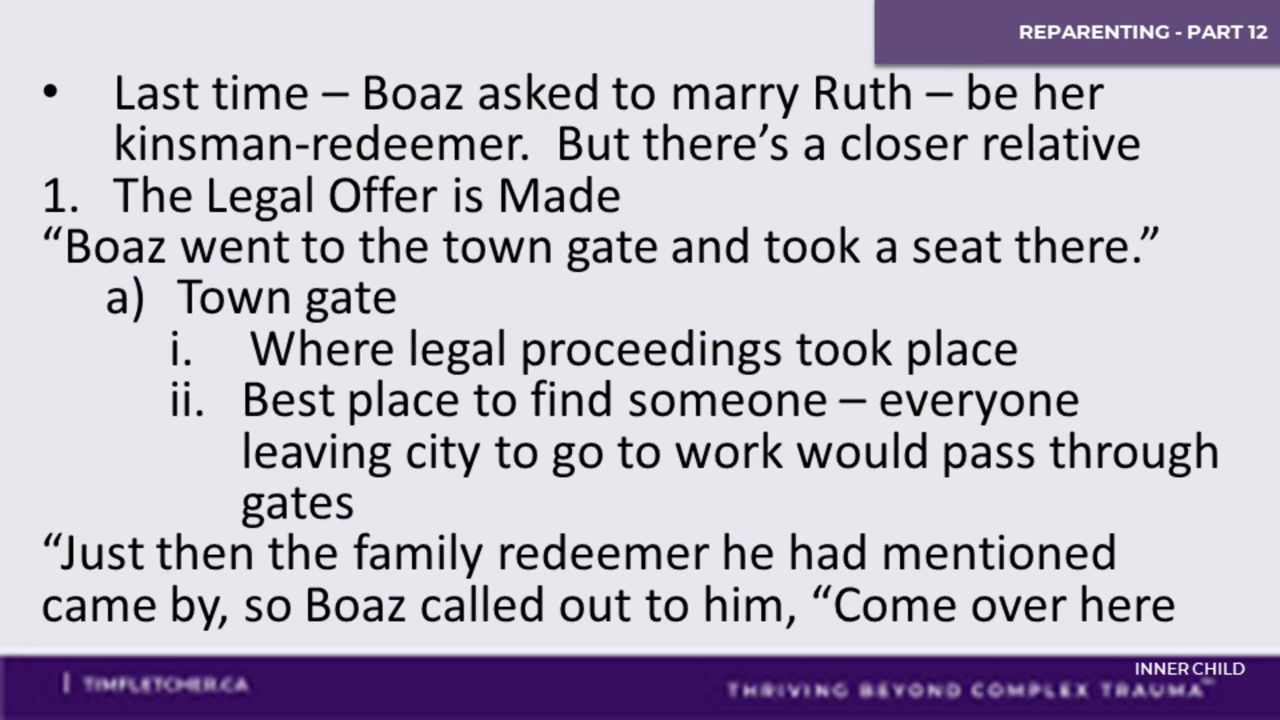 REPARENTING - PART 12
• Last time – Boaz asked to marry Ruth – be her
kinsman-redeemer.  But there’s a closer relative
1. The Legal Offer is Made
“Boaz went to the town gate and took a seat there.”
a) Town gate
i. Where legal proceedings took place
ii. Best place to find someone – everyone
leaving city to go to work would pass through
gates
“Just then the family redeemer he had mentioned
came by, so Boaz called out to him, “Come over here
INNER CHILD
| TIMFLETCHER.CA
THRIVING BEYOND COMPLEX TRAUMA™